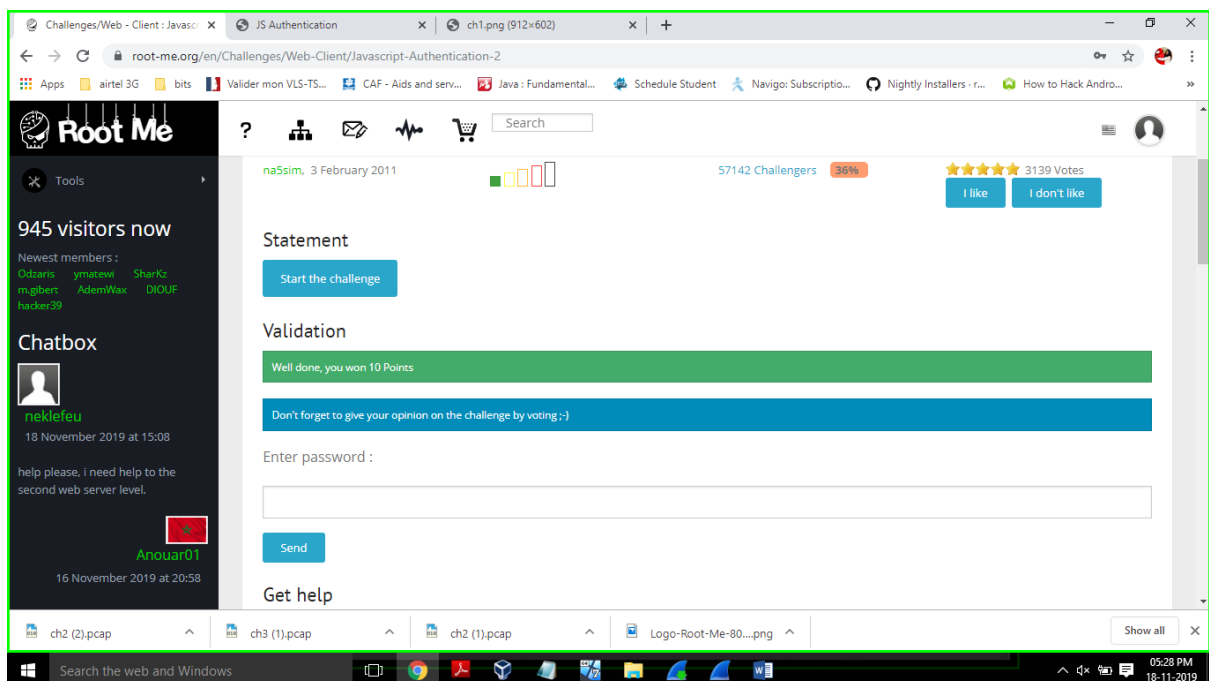 Challenges/Web - Client : Javascr
JS Authentication
ch1.png (912×602)
root-me.org/en/Challenges/Web-Client/Javascript-Authentication-2
Apps
airtel 3G
bits
Valider mon VLS-TS...
CAF - Aids and serv...
Java : Fundamental...
Schedule Student
Navigo: Subscriptio...
Nightly Installers · r...
How to Hack Andro...
»
Root Me
?
Search
Tools
945 visitors now
Newest members :
Odzaris ymatewi SharKz
m.gibert AdemWax DIOUF
hacker39
Chatbox
neklefeu
18 November 2019 at 15:08
help please, i need help to the
second web server level.
Anouar01
16 November 2019 at 20:58
na5sim, 3 February 2011
57142 Challengers 36%
3139 Votes
I like
I don't like
Statement
Start the challenge
Validation
Well done, you won 10 Points
Don't forget to give your opinion on the challenge by voting ;-)
Enter password :
Send
Get help
ch2 (2).pcap
ch3 (1).pcap
ch2 (1).pcap
Logo-Root-Me-80....png
Show all
Search the web and Windows
05:28 PM
18-11-2019